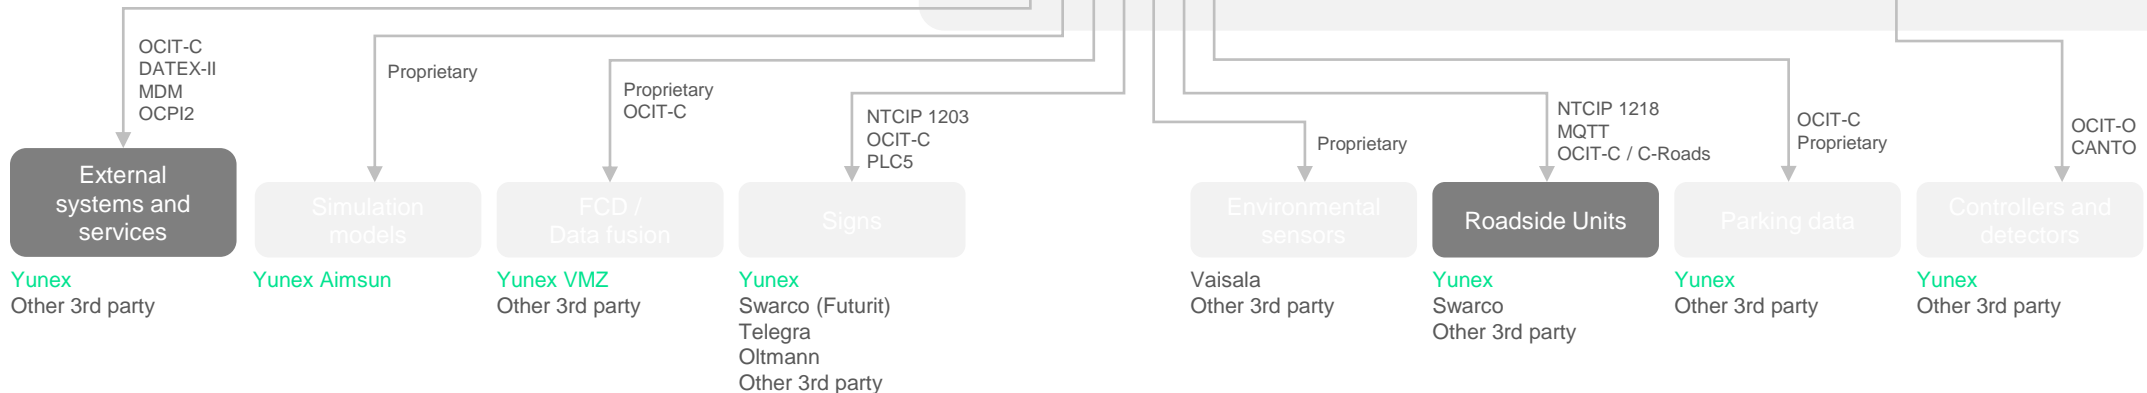 OCIT-C
DATEX-II
MDM
OCPI2
Proprietary
Proprietary
OCIT-C
NTCIP 1203
OCIT-C
PLC5
Proprietary
NTCIP 1218
MQTT
OCIT-C / C-Roads
OCIT-C
Proprietary
OCIT-O
CANTO
External
systems and
services
Yunex
Other 3rd party
Simulation
models
Yunex Aimsun
FCD /
Data fusion
Yunex VMZ
Other 3rd party
Signs
Yunex
Swarco (Futurit)
Telegra
Oltmann
Other 3rd party
Environmental
sensors
Vaisala
Other 3rd party
Roadside Units
Yunex
Swarco
Other 3rd party
Parking data
Yunex
Other 3rd party
Controllers and
detectors
Yunex
Other 3rd party